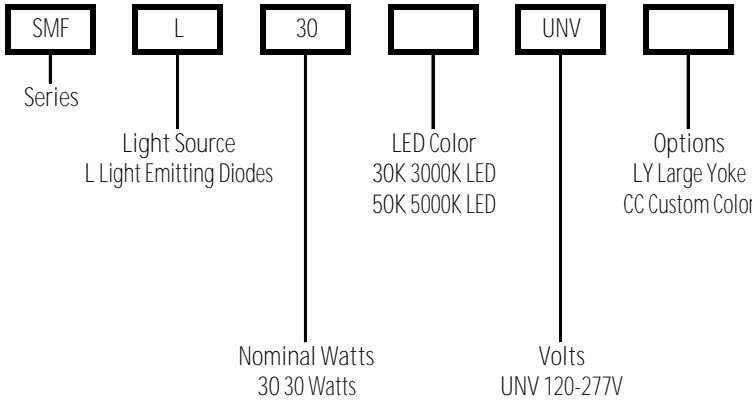 SMF L 30 UNV
Series
Light Source
L Light Emitting Diodes
LED Color
30K 3000K LED
50K 5000K LED
Options
LY Large Yoke
CC Custom Color
Nominal Watts
30 30 Watts
Volts
UNV 120-277V